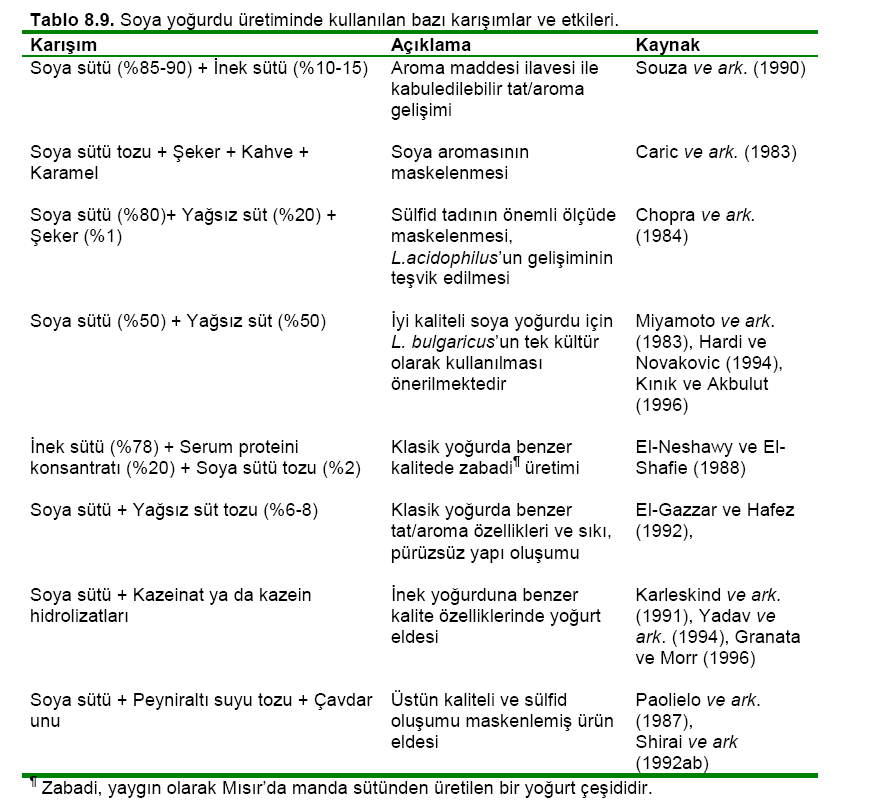 Tablo 8.9. Soya yoğurdu üretiminde kullanılan bazı karışımlar ve etkileri.
Karışım Açıklama Kaynak
Soya sütü (%85-90) + İnek sütü (%10-15) Aroma maddesi ilavesi ile Souza ve ark. (1990)
kabuledilebilir tat/aroma
gelişimi
Soya sütü tozu + Şeker + Kahve + Soya aromasının Caric ve ark. (1983)
Karamel maskelenmesi
Soya sütü (%80)+ Yağsız süt (%20) + Sülfid tadının önemli ölçüde Chopra ve ark.
Şeker (%1) maskelenmesi, (1984)
L.acidophilus'un gelişiminin
teşvik edilmesi
Soya sütü (%50) + Yağsız süt (%50) İyi kaliteli soya yoğurdu için Miyamoto ve ark.
L. bulgaricus'un tek kültür (1983), Hardi ve
olarak kullanılması Novakovic (1994),
önerilmektedir Kınık ve Akbulut
(1996)
İnek sütü (%78) + Serum proteini Klasik yoğurda benzer El-Neshawy ve El-
konsantratı (%20) + Soya sütü tozu (%2) kalitede zabadi¶ üretimi Shafie (1988)
Soya sütü + Yağsız süt tozu (%6-8) Klasik yoğurda benzer El-Gazzar ve Hafez
tat/aroma özellikleri ve sıkı, (1992),
pürüzsüz yapı oluşumu
Soya sütü + Kazeinat ya da kazein İnek yoğurduna benzer Karleskind ve ark.
hidrolizatları kalite özelliklerinde yoğurt (1991), Yadav ve
eldesi ark. (1994), Granata
ve Morr (1996)
Soya sütü + Peyniraltı suyu tozu + Çavdar Üstün kaliteli ve sülfid Paolielo ve ark.
unu oluşumu maskenlemiş ürün (1987),
eldesi Shirai ve ark
(1992ab)
¶ Zabadi, yaygın olarak Mısır'da manda sütünden üretilen bir yoğurt çeşididir.